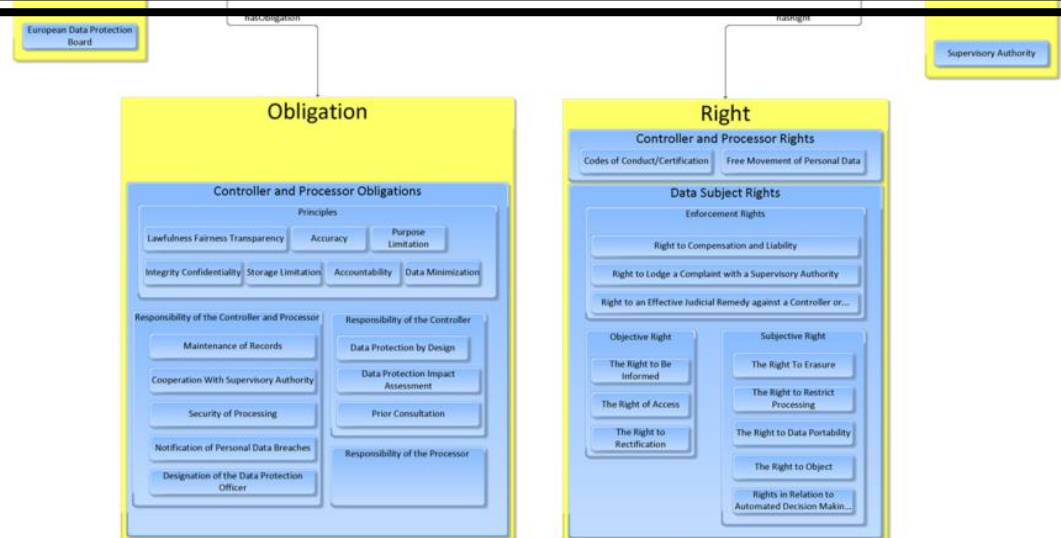 hasObligation
hasRight
European Data Protection
Board
Supervisory Authority
Obligation
Controller and Processor Obligations
Principles
Lawfulness Fairness Transparency
Accuracy
Purpose
Limitation
Integrity Confidentiality
Storage Limitation
Accountability
Data Minimization
Responsibility of the Controller and Processor
Maintenance of Records
Cooperation With Supervisory Authority
Security of Processing
Notification of Personal Data Breaches
Designation of the Data Protection
Officer
Responsibility of the Controller
Data Protection by Design
Data Protection Impact
Assessment
Prior Consultation
Responsibility of the Processor
Right
Controller and Processor Rights
Codes of Conduct/Certification
Free Movement of Personal Data
Data Subject Rights
Enforcement Rights
Right to Compensation and Liability
Right to Lodge a Complaint with a Supervisory Authority
Right to an Effective Judicial Remedy against a Controller or...
Objective Right
The Right to Be
Informed
The Right of Access
The Right to
Rectification
Subjective Right
The Right To Erasure
The Right to Restrict
Processing
The Right to Data Portability
The Right to Object
Rights in Relation to
Automated Decision Makin...